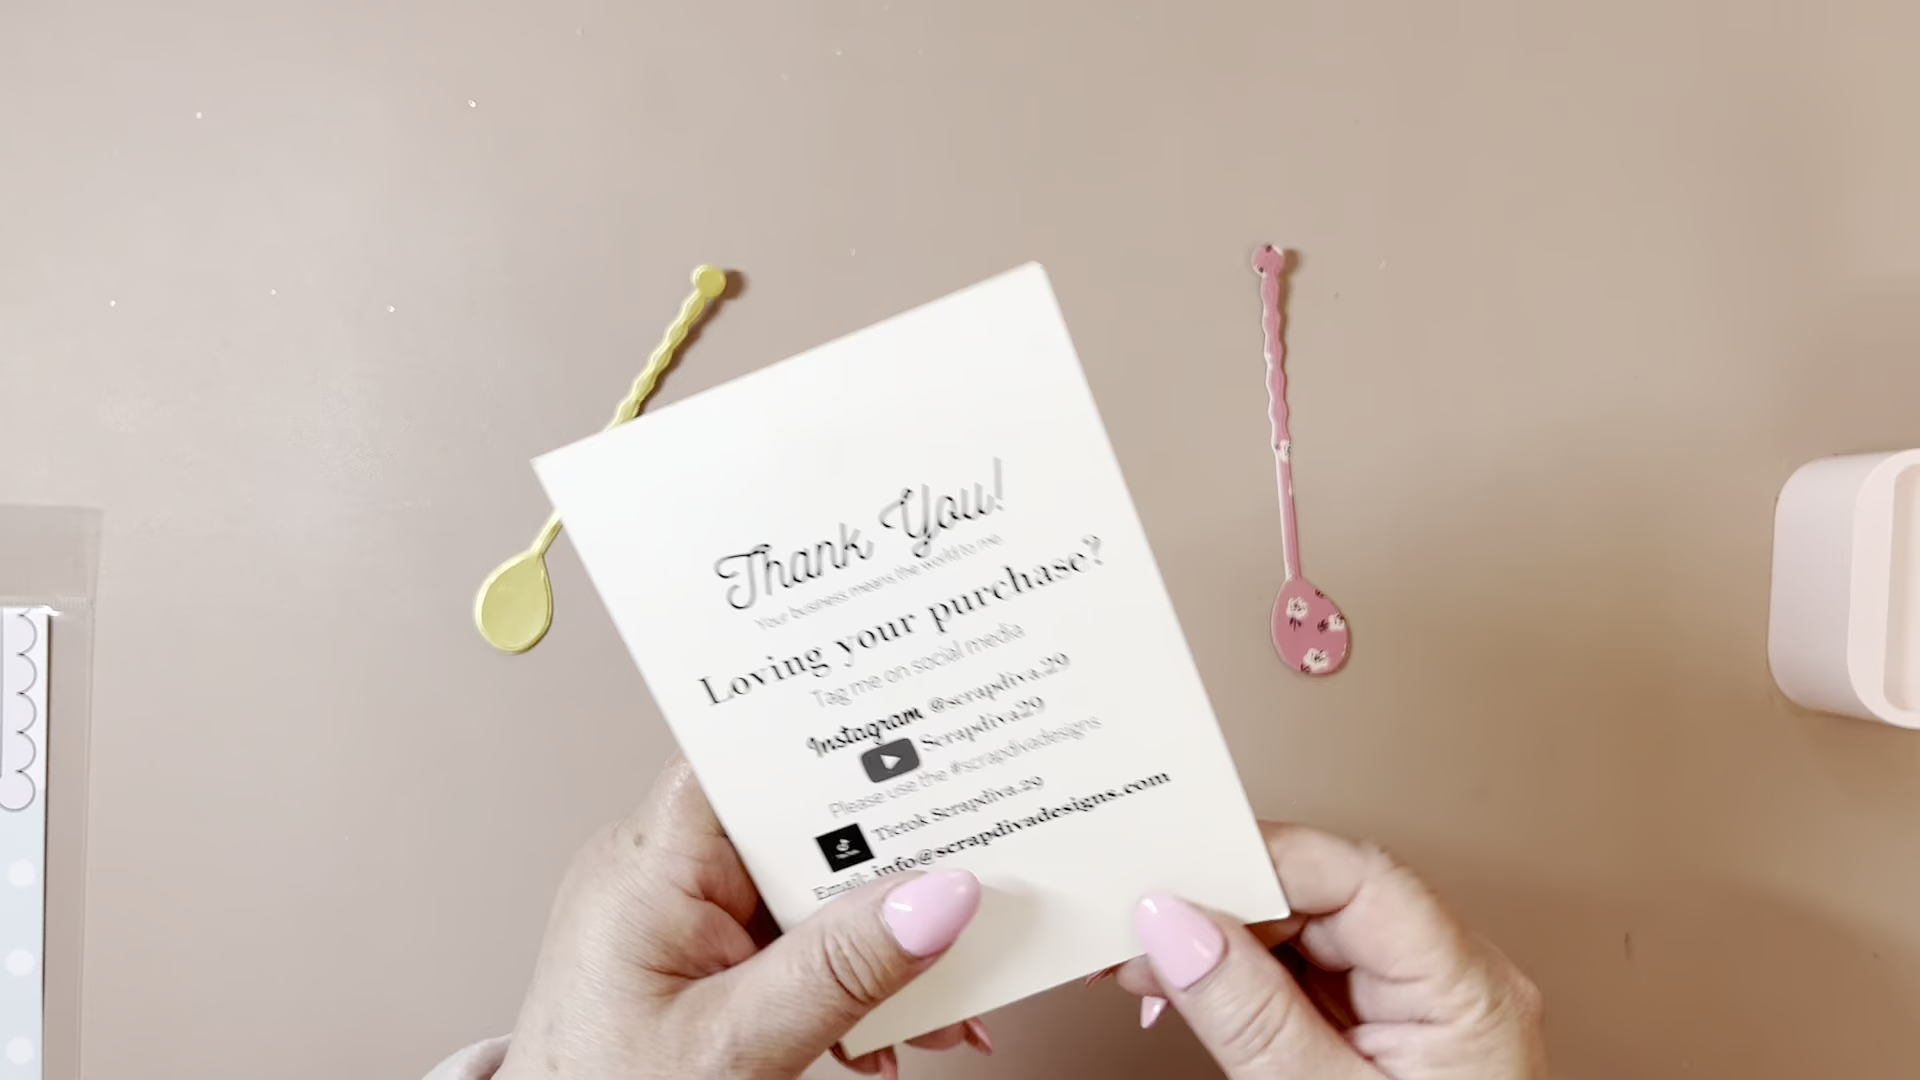 Thank You!
Your business means the world to me
Loving your purchase?
Tag me on social media
Instagram @scrapdiva.29
Scrapdiva29
Please use the #scrapdivadesigns
Tictok Scrapdiva.29
Email: info@scrapdivadesigns.com